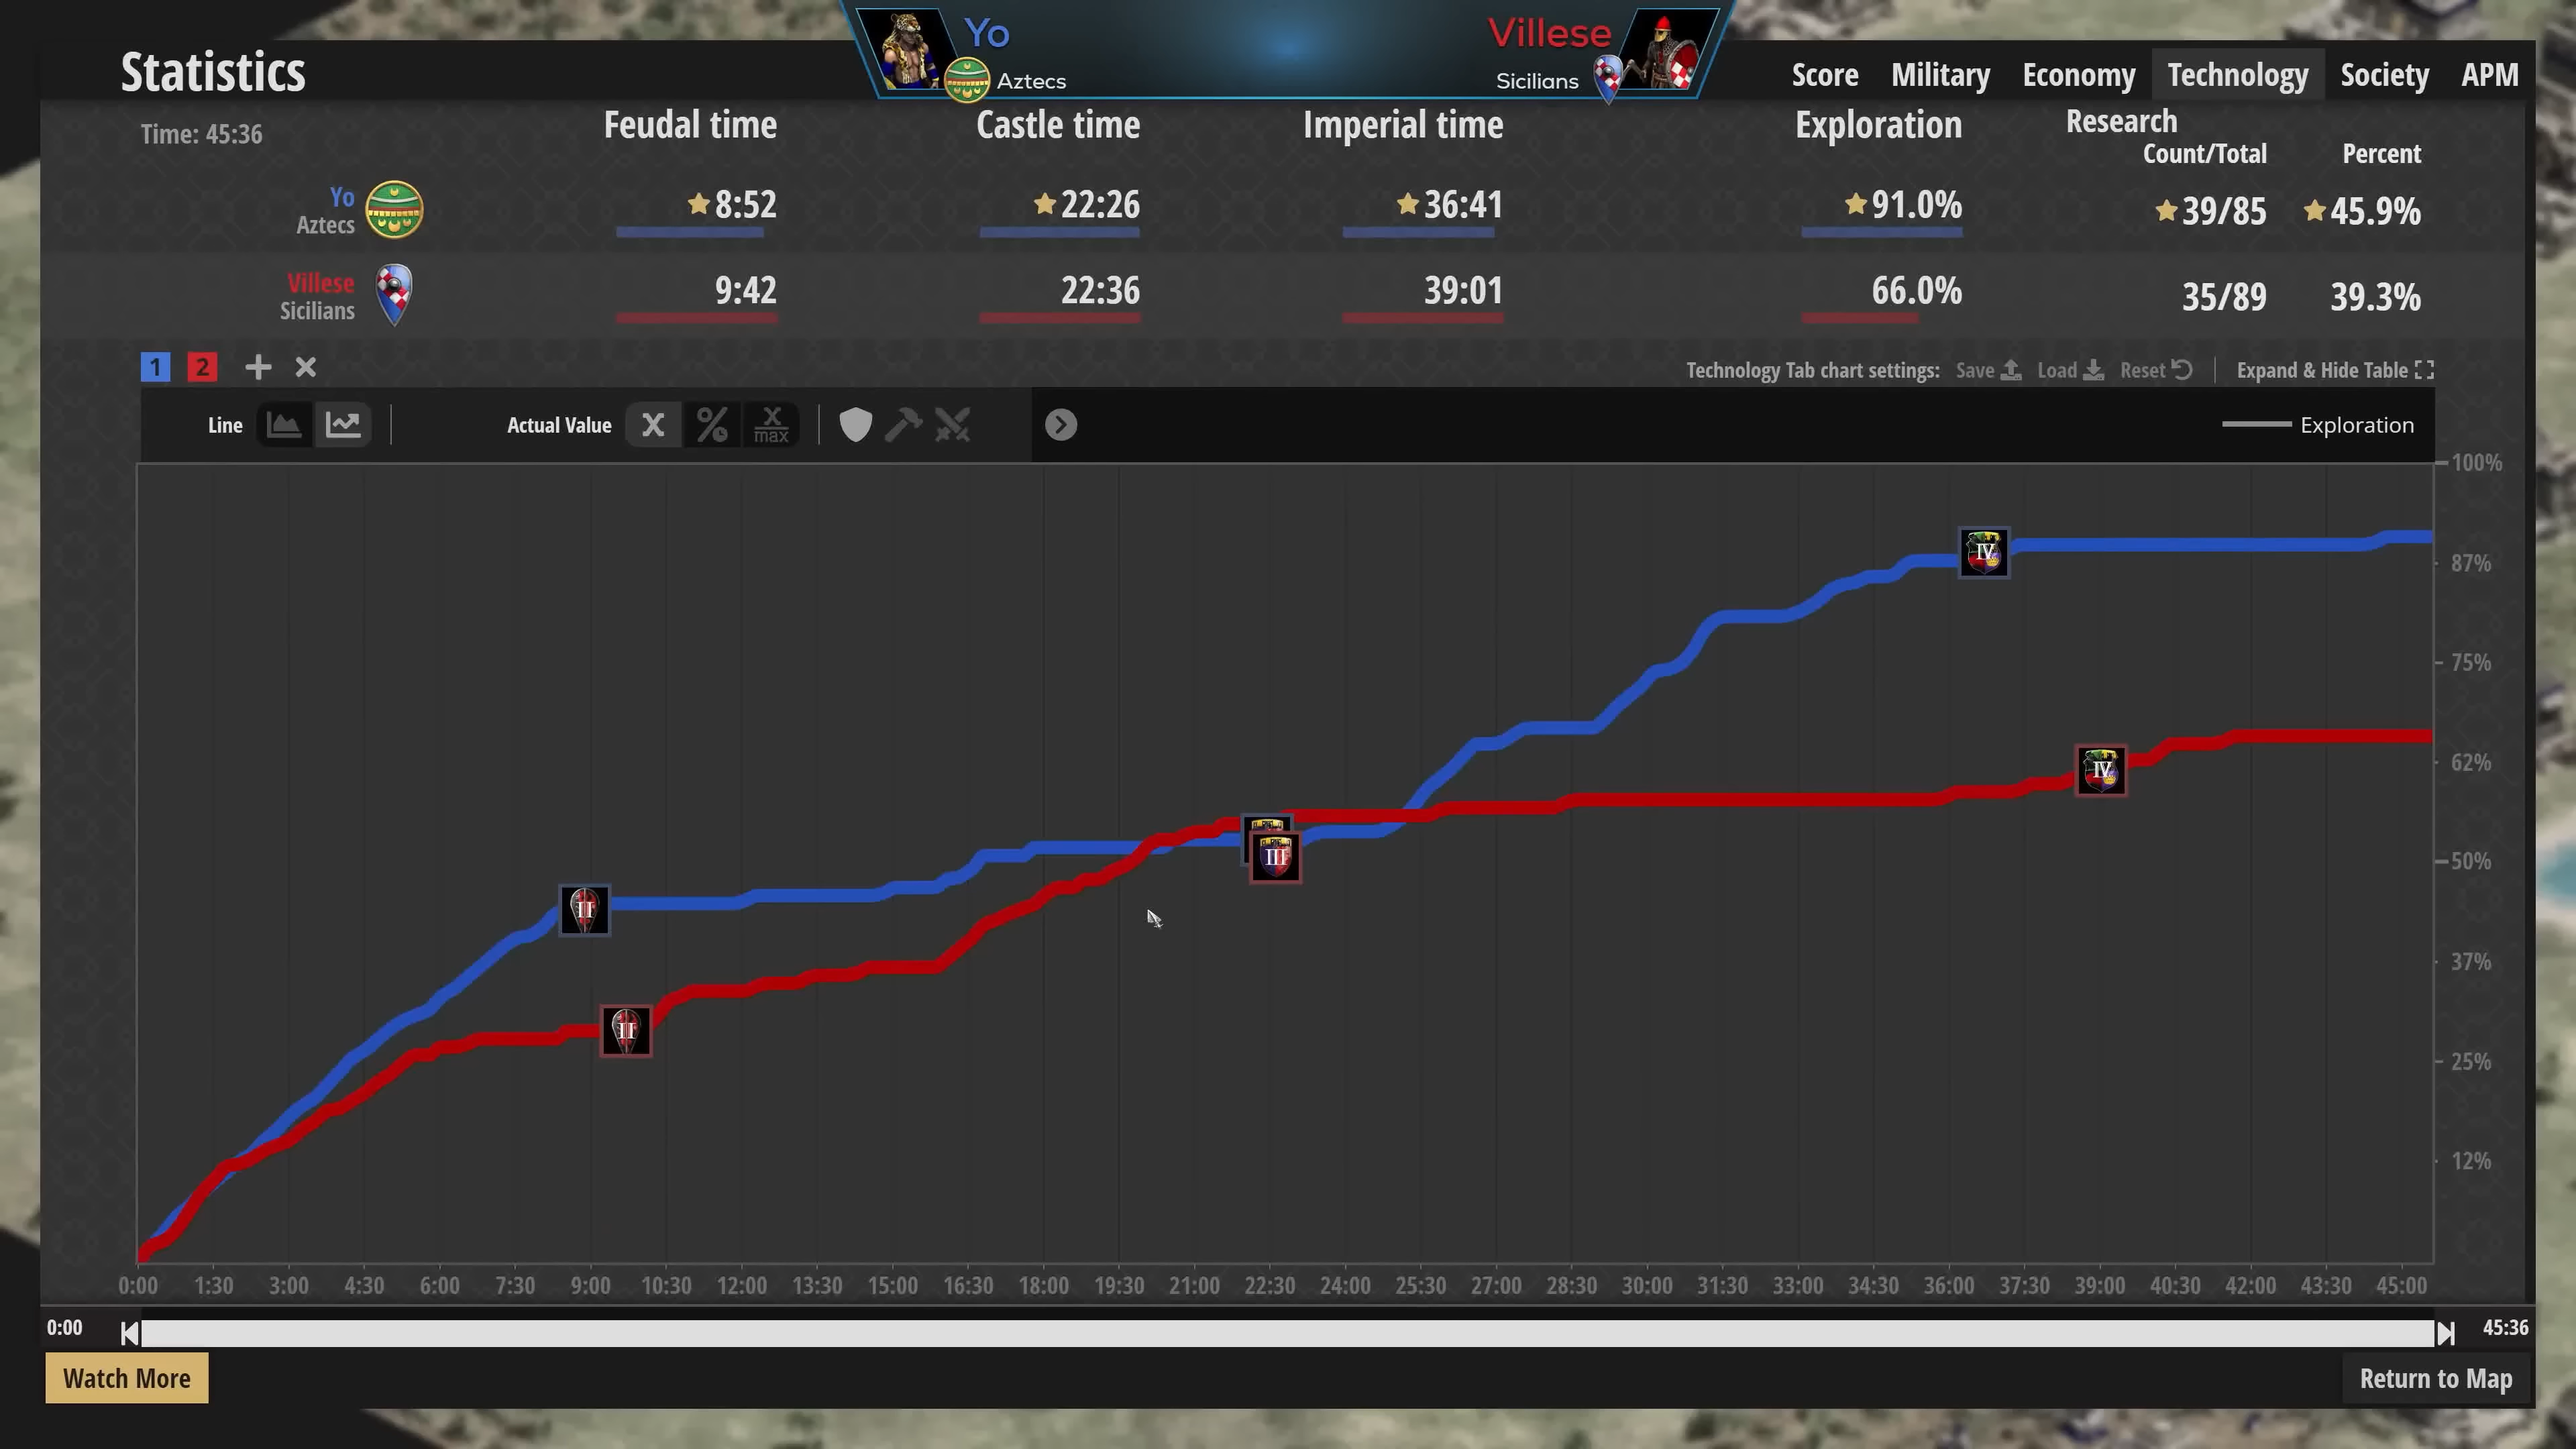 Yo
Aztecs
Villese
Sicilians
Statistics
Score Military Economy Technology Society APM
Time: 45:36
Feudal time Castle time Imperial time Exploration Research
Count/Total Percent
Yo
Aztecs
8:52 22:26 36:41 91.0% 39/85 45.9%
Villese
Sicilians
9:42 22:36 39:01 66.0% 35/89 39.3%
1 2
Technology Tab chart settings: Save Load Reset Expand & Hide Table
Line Actual Value X % X max
Exploration
100%
87%
75%
62%
50%
37%
25%
12%
IV
IV
III
II
II
0:00 1:30 3:00 4:30 6:00 7:30 9:00 10:30 12:00 13:30 15:00 16:30 18:00 19:30 21:00 22:30 24:00 25:30 27:00 28:30 30:00 31:30 33:00 34:30 36:00 37:30 39:00 40:30 42:00 43:30 45:00
0:00 45:36
Watch More Return to Map